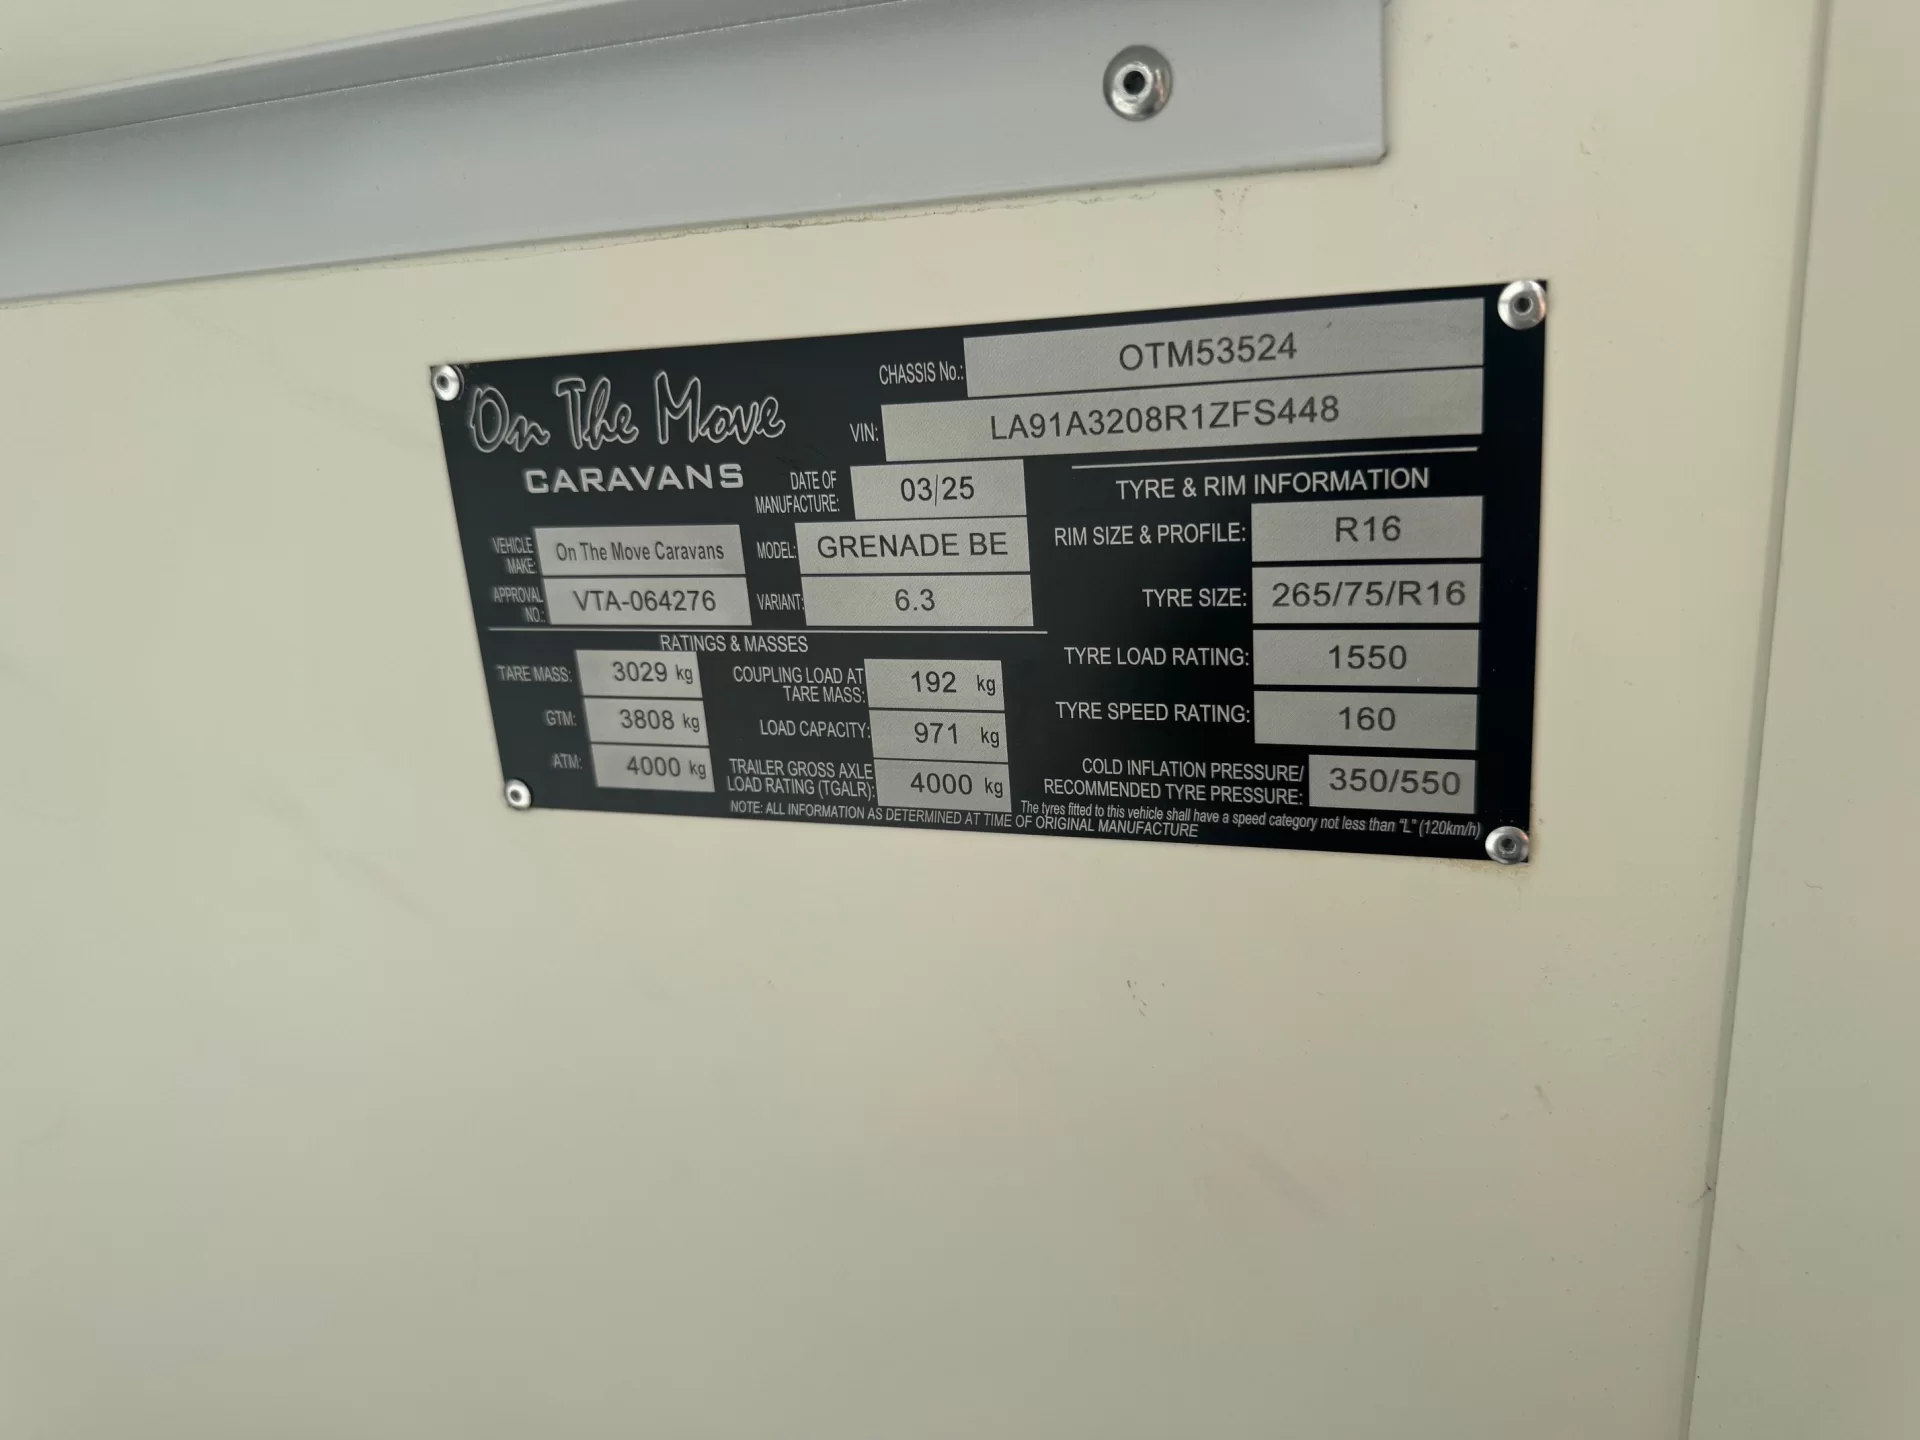 On The Move
CARAVANS
CHASSIS No.: OTM53524
VIN: LA91A3208R1ZFS448
DATE OF
MANUFACTURE: 03/25
VEHICLE
MAKE: On The Move Caravans
MODEL: GRENADE BE
APPROVAL
NO.: VTA-064276
VARIANT: 6.3
RATINGS & MASSES
TARE MASS: 3029 kg
GTM: 3808 kg
ATM: 4000 kg
COUPLING LOAD AT
TARE MASS: 192 kg
LOAD CAPACITY: 971 kg
TRAILER GROSS AXLE
LOAD RATING (TGALR): 4000 kg
TYRE & RIM INFORMATION
RIM SIZE & PROFILE: R16
TYRE SIZE: 265/75/R16
TYRE LOAD RATING: 1550
TYRE SPEED RATING: 160
COLD INFLATION PRESSURE/
RECOMMENDED TYRE PRESSURE: 350/550
The tyres fitted to this vehicle shall have a speed category not less than "L" (120km/h)
NOTE: ALL INFORMATION AS DETERMINED AT TIME OF ORIGINAL MANUFACTURE